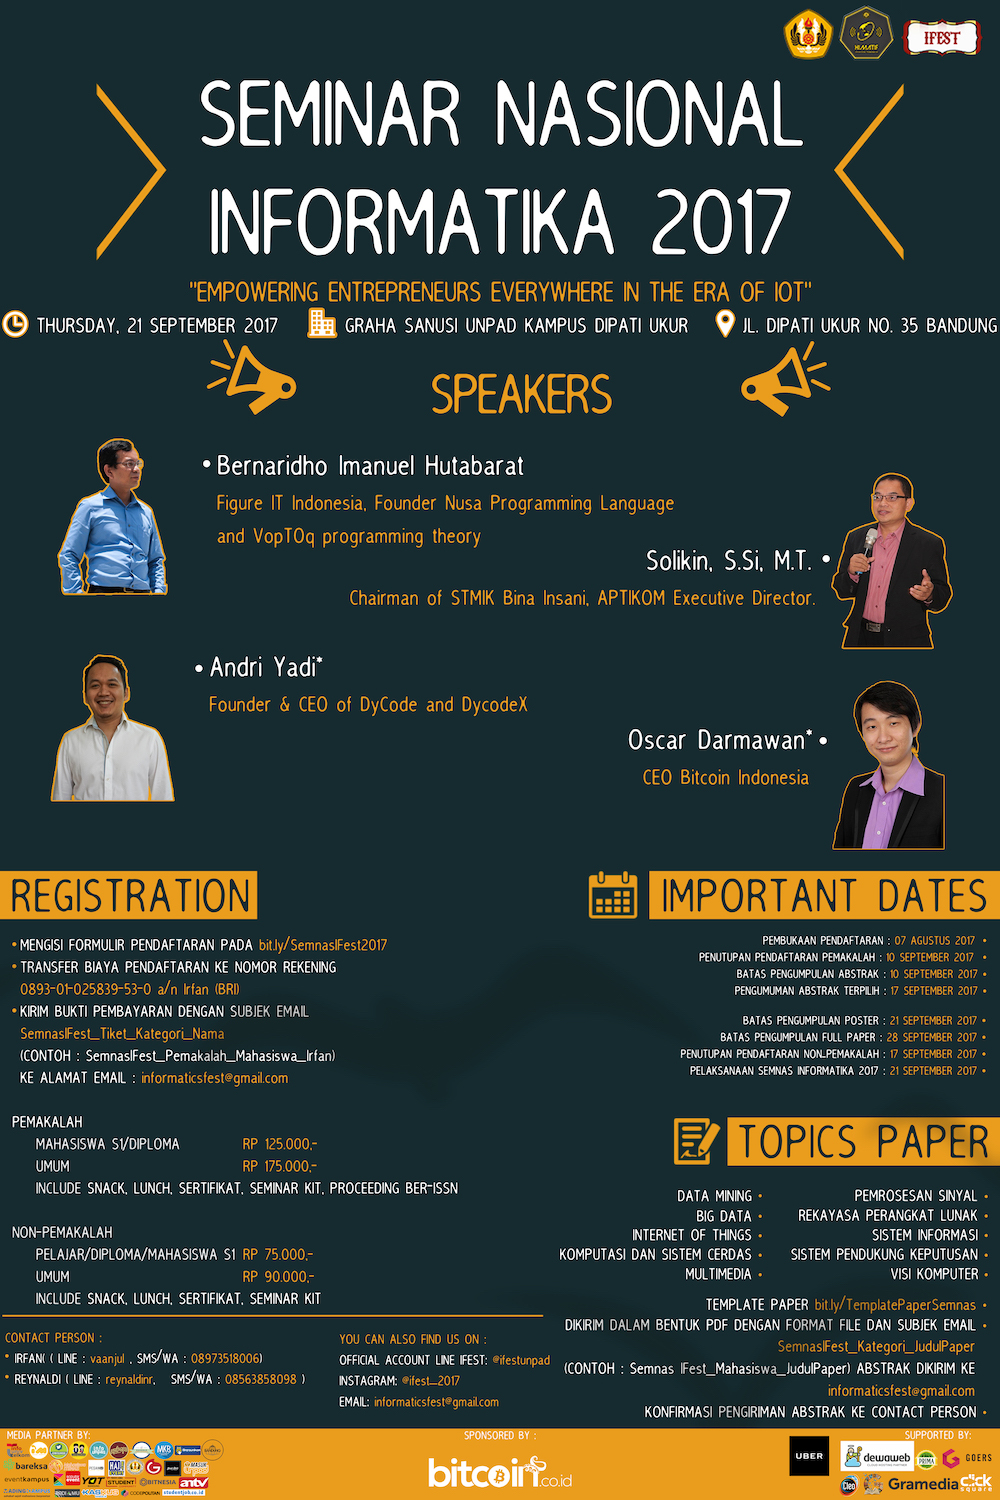 HIMATIF
IFEST
SEMINAR NASIONAL
INFORMATIKA 2017
"EMPOWERING ENTREPRENEURS EVERYWHERE IN THE ERA OF IOT"
THURSDAY, 21 SEPTEMBER 2017
GRAHA SANUSI UNPAD KAMPUS DIPATI UKUR
JL. DIPATI UKUR NO. 35 BANDUNG
SPEAKERS
• Bernaridho Imanuel Hutabarat
Figure IT Indonesia, Founder Nusa Programming Language
and VopTOq programming theory
Solikin, S.Si, M.T. •
Chairman of STMIK Bina Insani, APTIKOM Executive Director.
• Andri Yadi*
Founder & CEO of DyCode and DycodeX
Oscar Darmawan* •
CEO Bitcoin Indonesia
REGISTRATION
• MENGISI FORMULIR PENDAFTARAN PADA bit.ly/SemnasIFest2017
• TRANSFER BIAYA PENDAFTARAN KE NOMOR REKENING
0893-01-025839-53-0 a/n Irfan (BRI)
• KIRIM BUKTI PEMBAYARAN DENGAN SUBJEK EMAIL
SemnasIFest_Tiket_Kategori_Nama
(CONTOH : SemnasIFest_Pemakalah_Mahasiswa_Irfan)
KE ALAMAT EMAIL : informaticsfest@gmail.com
PEMAKALAH
MAHASISWA S1/DIPLOMA RP 125.000,-
UMUM RP 175.000,-
INCLUDE SNACK, LUNCH, SERTIFIKAT, SEMINAR KIT, PROCEEDING BER-ISSN
NON-PEMAKALAH
PELAJAR/DIPLOMA/MAHASISWA S1 RP 75.000,-
UMUM RP 90.000,-
INCLUDE SNACK, LUNCH, SERTIFIKAT, SEMINAR KIT
IMPORTANT DATES
PEMBUKAAN PENDAFTARAN : 07 AGUSTUS 2017 •
PENUTUPAN PENDAFTARAN PEMAKALAH : 10 SEPTEMBER 2017 •
BATAS PENGUMPULAN ABSTRAK : 10 SEPTEMBER 2017 •
PENGUMUMAN ABSTRAK TERPILIH : 17 SEPTEMBER 2017 •
BATAS PENGUMPULAN POSTER : 21 SEPTEMBER 2017 •
BATAS PENGUMPULAN FULL PAPER : 28 SEPTEMBER 2017 •
PENUTUPAN PENDAFTARAN NON-PEMAKALAH : 17 SEPTEMBER 2017 •
PELAKSANAAN SEMNAS INFORMATIKA 2017 : 21 SEPTEMBER 2017 •
TOPICS PAPER
DATA MINING •
BIG DATA •
INTERNET OF THINGS •
KOMPUTASI DAN SISTEM CERDAS •
MULTIMEDIA •
PEMROSESAN SINYAL •
REKAYASA PERANGKAT LUNAK •
SISTEM INFORMASI •
SISTEM PENDUKUNG KEPUTUSAN •
VISI KOMPUTER •
TEMPLATE PAPER bit.ly/TemplatePaperSemnas •
DIKIRIM DALAM BENTUK PDF DENGAN FORMAT FILE DAN SUBJEK EMAIL •
SemnasIFest_Kategori_JudulPaper
(CONTOH : Semnas IFest_Mahasiswa_JudulPaper) ABSTRAK DIKIRIM KE
informaticsfest@gmail.com
KONFIRMASI PENGIRIMAN ABSTRAK KE CONTACT PERSON •
CONTACT PERSON :
• IRFAN( ( LINE : vaanjul , SMS/WA : 08973518006)
• REYNALDI ( LINE : reynaldinr, SMS/WA : 08563858098 )
YOU CAN ALSO FIND US ON :
OFFICIAL ACCOUNT LINE IFEST: @ifestunpad
INSTAGRAM: @ifest_2017
EMAIL: informaticsfest@gmail.com
MEDIA PARTNER BY:
bareksa
eventkampus
YOT
STUDENT
BITNESIA
antv
CODEPOLITAN
studentjob.co.id
SPONSORED BY :
bitcoin.co.id
SUPPORTED BY:
UBER
dewaweb
PRIMA
GOERS
Cleo
Gramedia
click
square